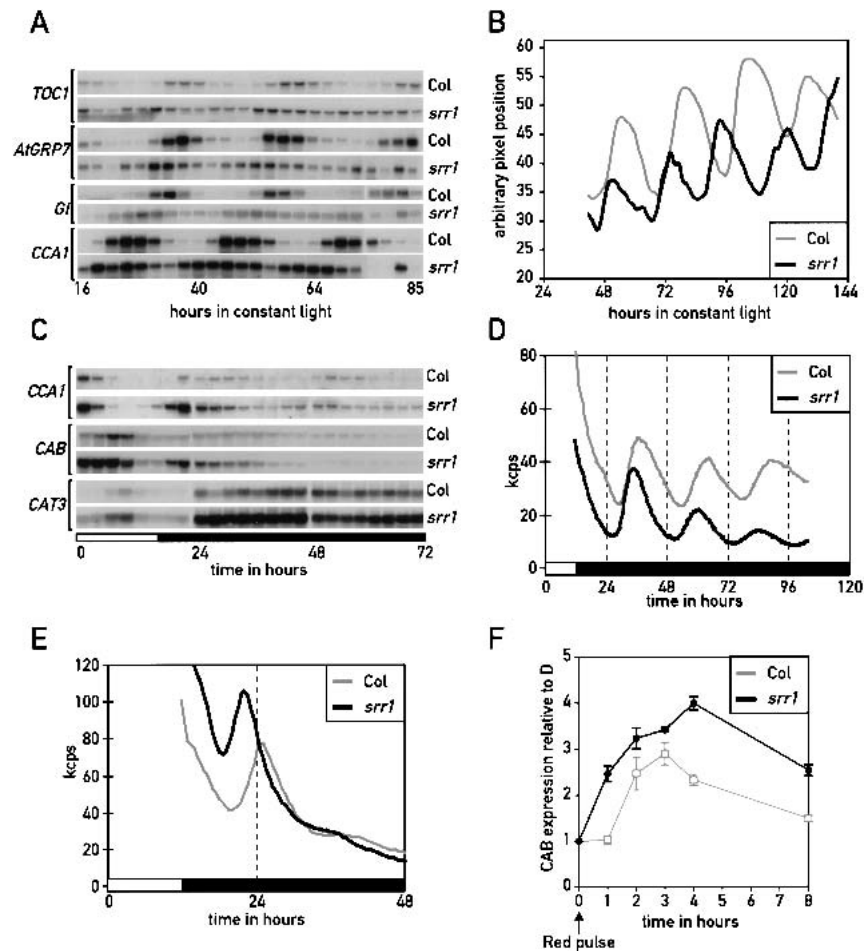 A
TOC1
Col
srr1
AtGRP7
Col
srr1
GI
Col
srr1
CCA1
Col
srr1
16 40 64 85
hours in constant light
B
arbitrary pixel position
60
55
50
45
40
35
30
25
20
Col
srr1
24 48 72 96 120 144
hours in constant light
C
CCA1
Col
srr1
CAB
Col
srr1
CAT3
Col
srr1
0 24 48 72
time in hours
D
kcps
80
60
40
20
0
Col
srr1
0 24 48 72 96 120
time in hours
E
kcps
120
100
80
60
40
20
0
Col
srr1
0 24 48
time in hours
F
CAB expression relative to D
5
4
3
2
1
0
Col
srr1
0 1 2 3 4 5 6 7 8
time in hours
Red pulse